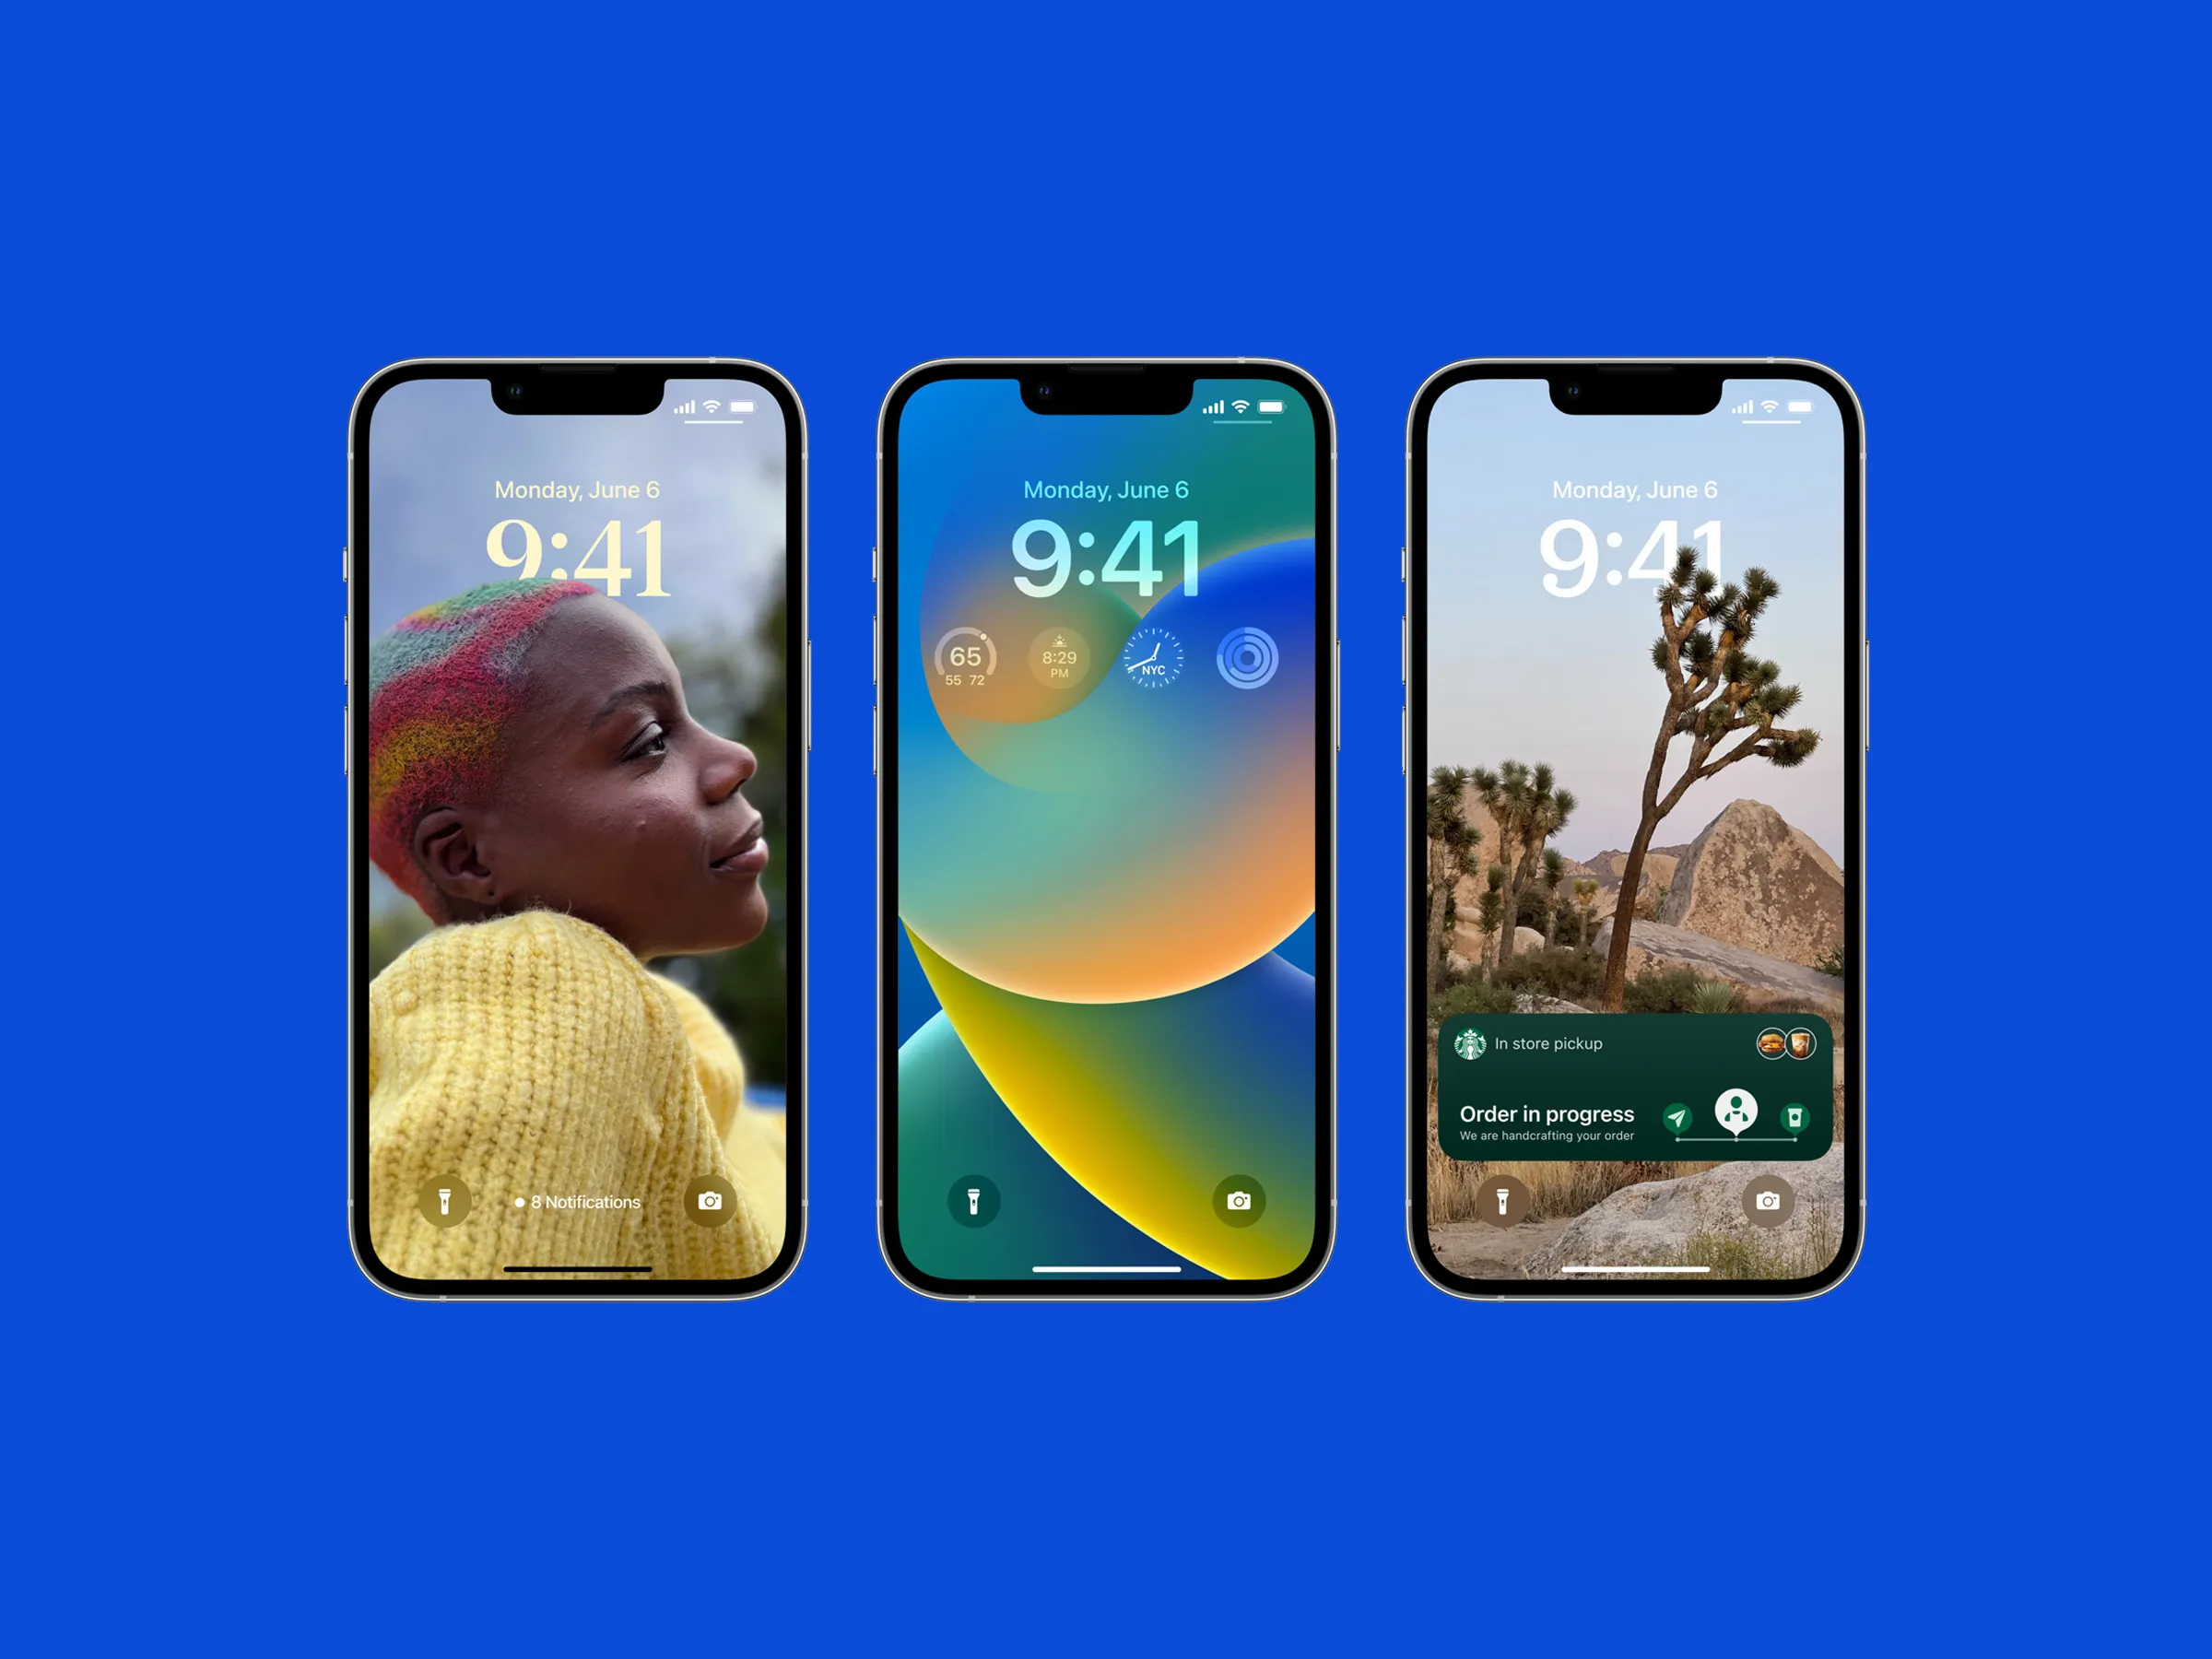 Monday, June 6
9:41
8 Notifications
Monday, June 6
9:41
65
55 72
8:29
PM
NYC
Monday, June 6
9:41
In store pickup
Order in progress
We are handcrafting your order